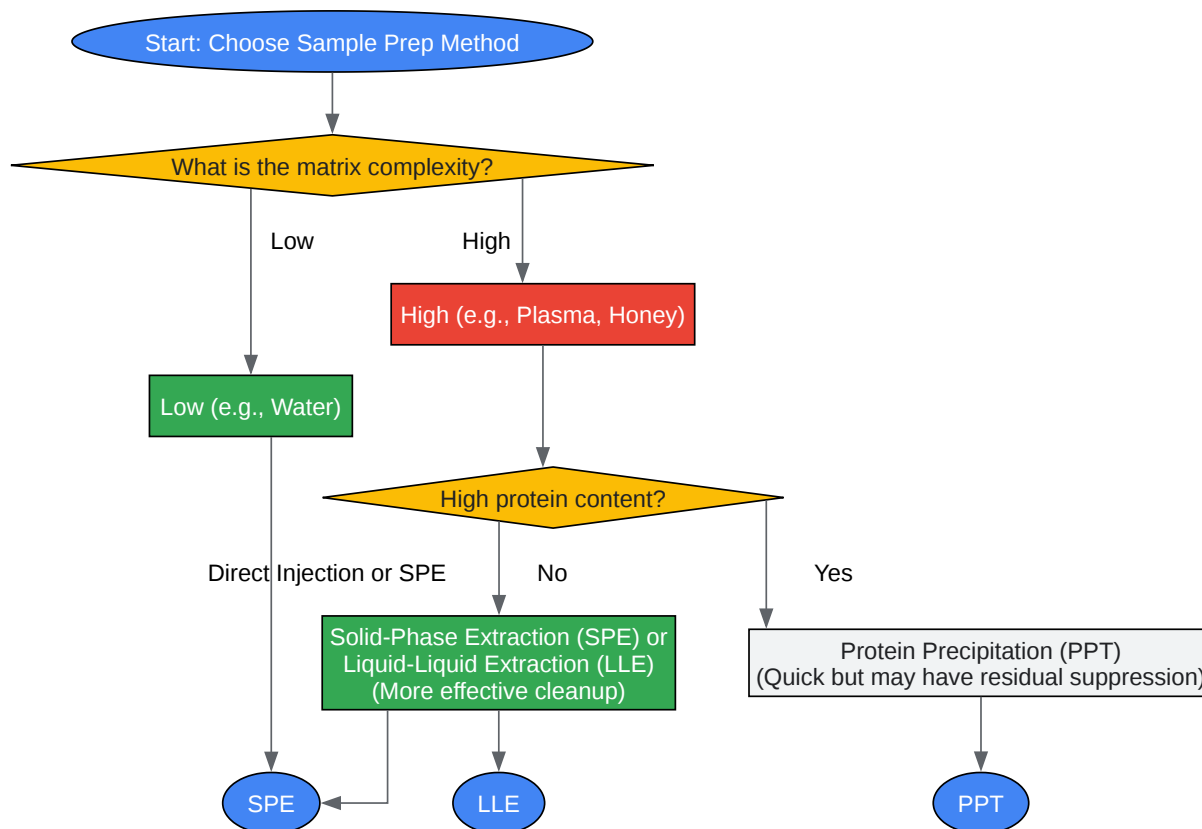 Start: Choose Sample Prep Method
What is the matrix complexity?
Low
High
High (e.g., Plasma, Honey)
Low (e.g., Water)
High protein content?
Direct Injection or SPE
No
Yes
Solid-Phase Extraction (SPE) or
Liquid-Liquid Extraction (LLE)
(More effective cleanup)
Protein Precipitation (PPT)
(Quick but may have residual suppression)
SPE
LLE
PPT